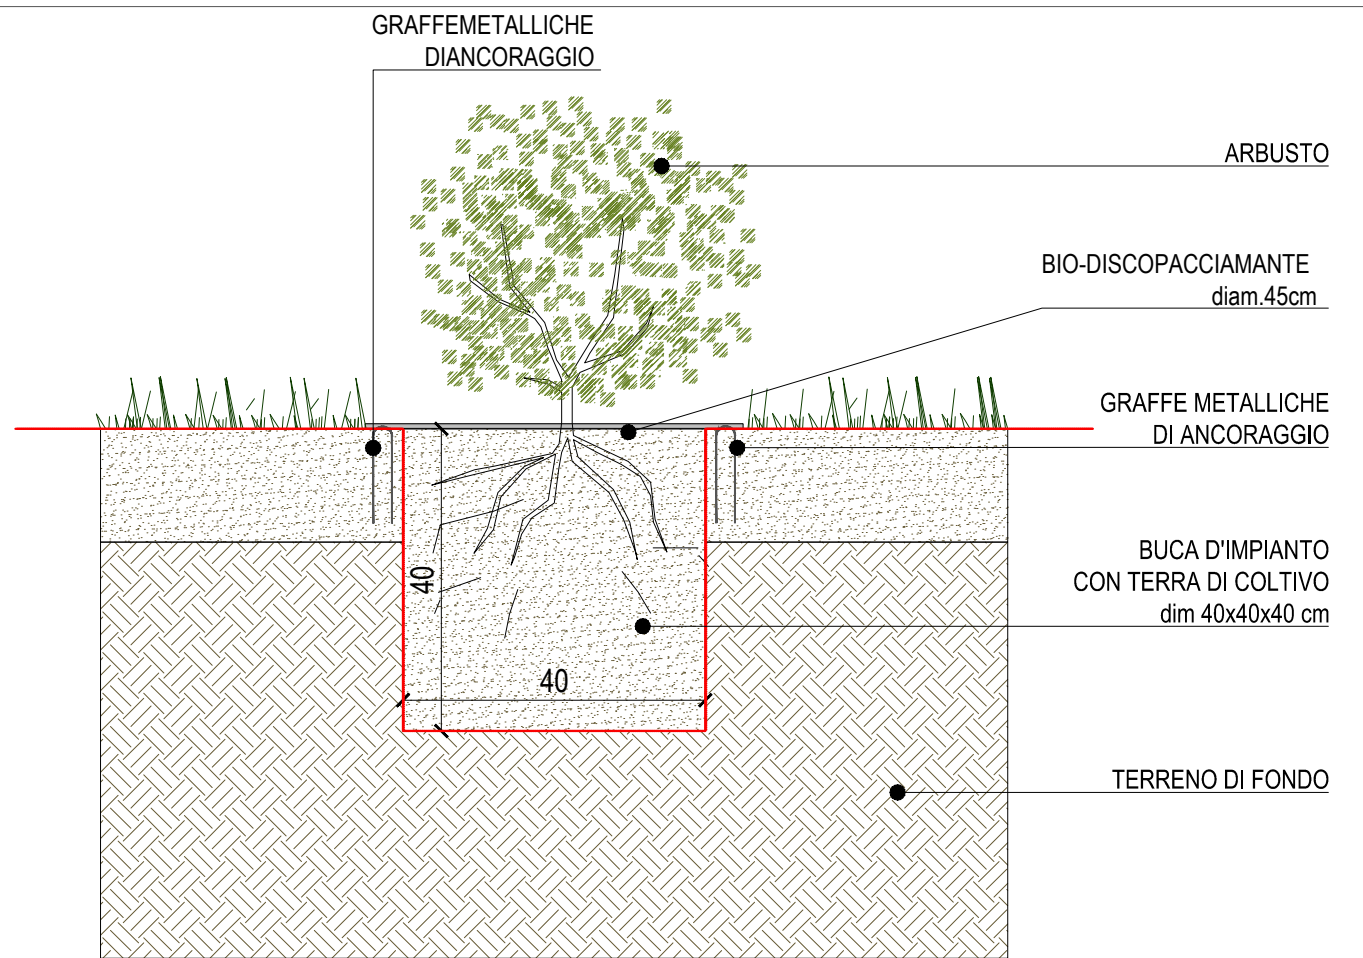 GRAFFEMETALLICHE
DIANCORAGGIO
ARBUSTO
BIO-DISCOPACCIAMANTE
diam.45cm
GRAFFE METALLICHE
DI ANCORAGGIO
BUCA D'IMPIANTO
CON TERRA DI COLTIVO
dim 40x40x40 cm
40
40
TERRENO DI FONDO